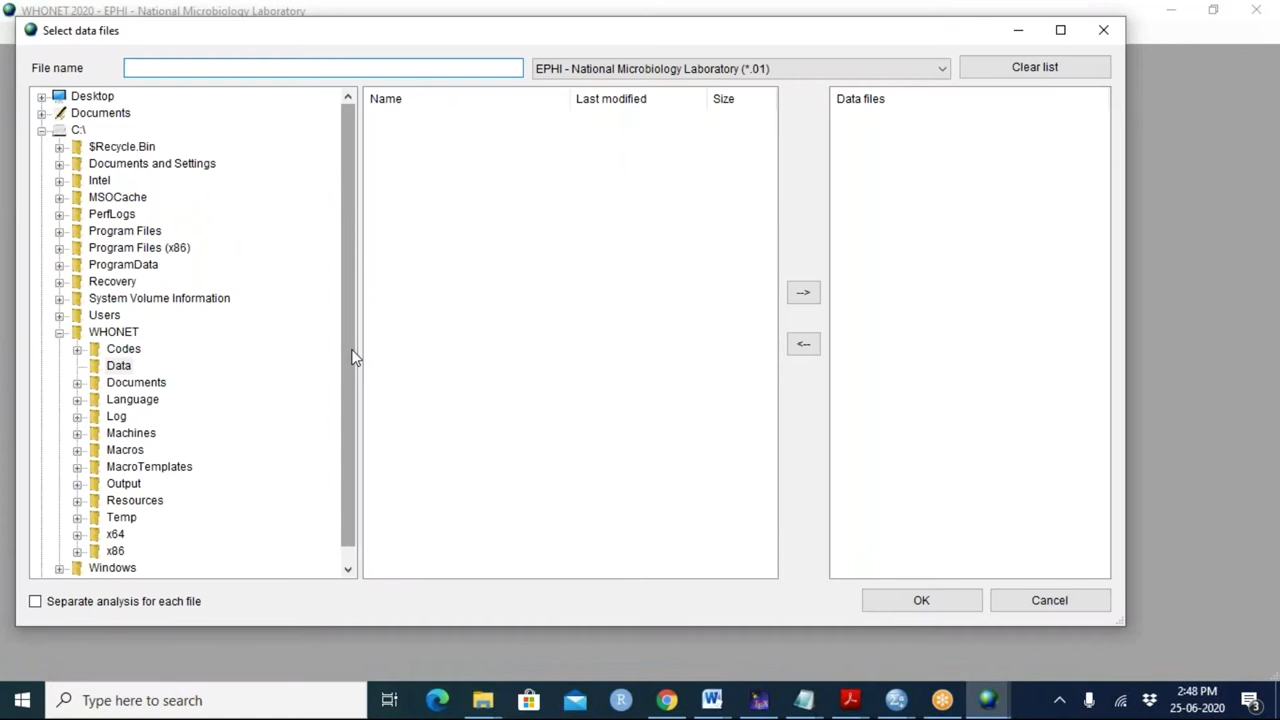 WHONET 2020 - EPHI - National Microbiology Laboratory
Select data files
File name
EPHI - National Microbiology Laboratory (*.01)
Clear list
Desktop
Documents
C:\
$Recycle.Bin
Documents and Settings
Intel
MSOCache
PerfLogs
Program Files
Program Files (x86)
ProgramData
Recovery
System Volume Information
Users
WHONET
Codes
Data
Documents
Language
Log
Machines
Macros
MacroTemplates
Output
Resources
Temp
x64
x86
Windows
Name Last modified Size
-->
<--
Data files
Separate analysis for each file
OK
Cancel
Type here to search
R
W
2:48 PM
25-06-2020
3